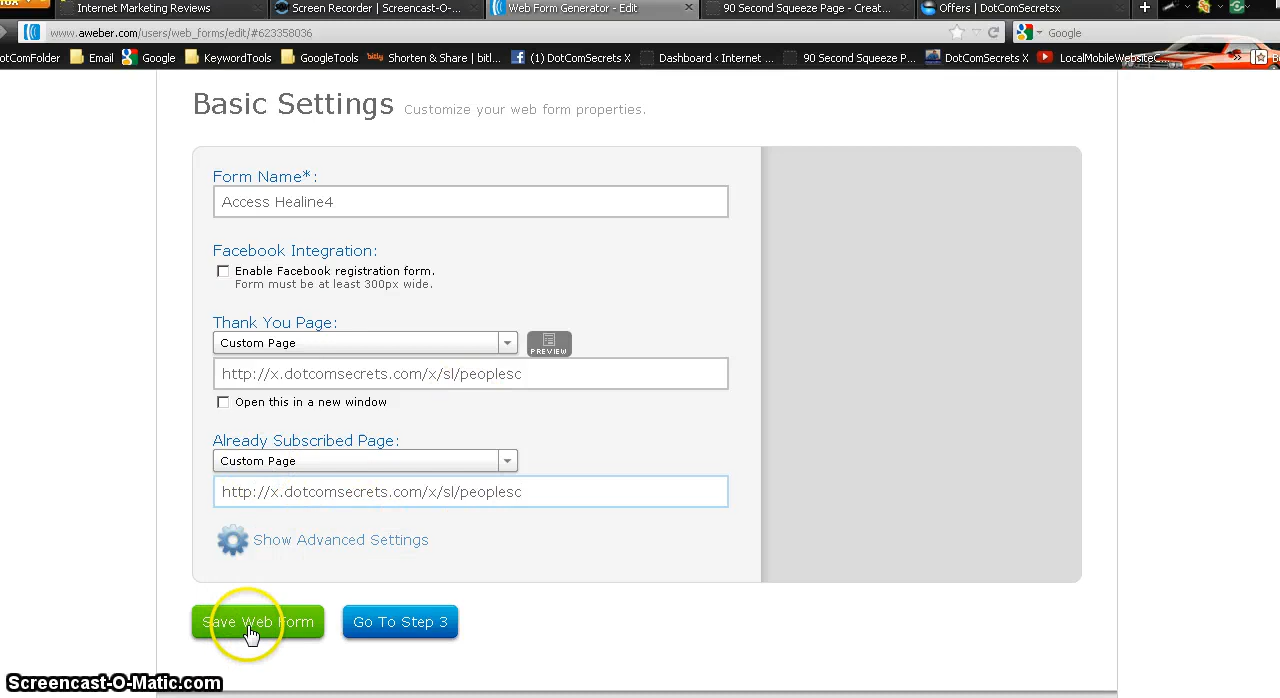 Internet Marketing Reviews
Screen Recorder | Screencast-O-...
Web Form Generator - Edit
90 Second Squeeze Page - Creat...
Offers | DotComSecretsx
www.aweber.com/users/web_forms/edit/#623358036
Google
otComFolder
Email
Google
KeywordTools
GoogleTools
bitly
Shorten & Share | bitl...
(1) DotComSecrets X
Dashboard ‹ Internet ...
90 Second Squeeze P...
DotComSecrets X
LocalMobileWebsiteC...
Basic Settings Customize your web form properties.
Form Name*:
Access Healine4
Facebook Integration:
Enable Facebook registration form.
Form must be at least 300px wide.
Thank You Page:
Custom Page
PREVIEW
http://x.dotcomsecrets.com/x/sl/peoplesc
Open this in a new window
Already Subscribed Page:
Custom Page
http://x.dotcomsecrets.com/x/sl/peoplesc
Show Advanced Settings
Save Web Form
Go To Step 3
Screencast-O-Matic.com